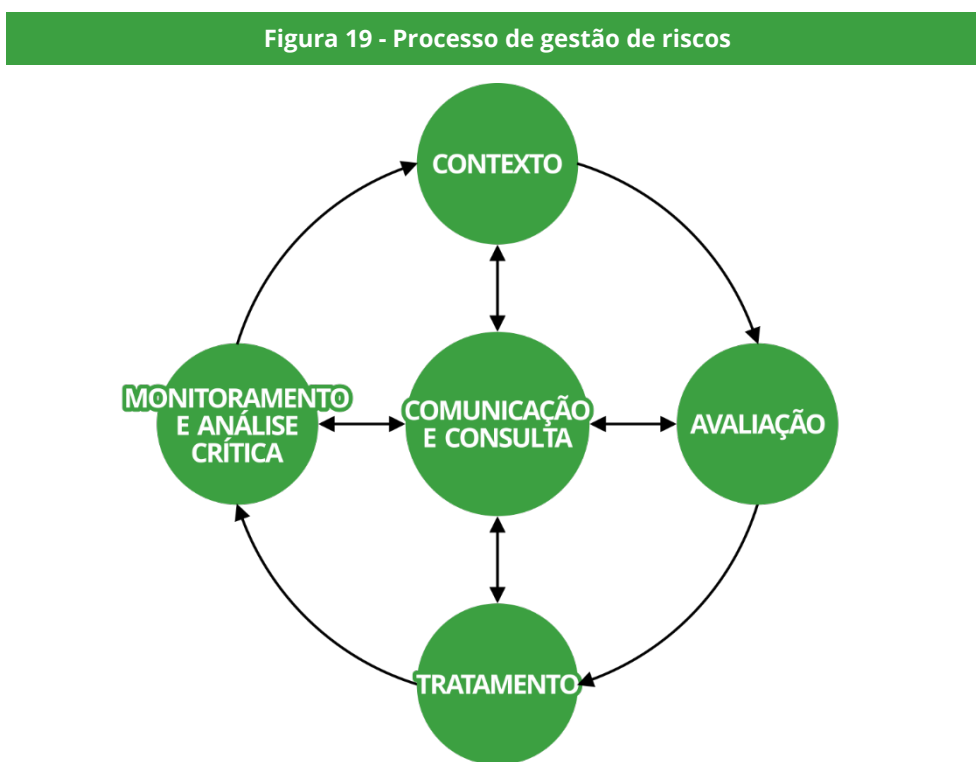 Figura 19 - Processo de gestão de riscos
CONTEXTO
MONITORAMENTO
E ANÁLISE
CRÍTICA
COMUNICAÇÃO
E CONSULTA
AVALIAÇÃO
TRATAMENTO